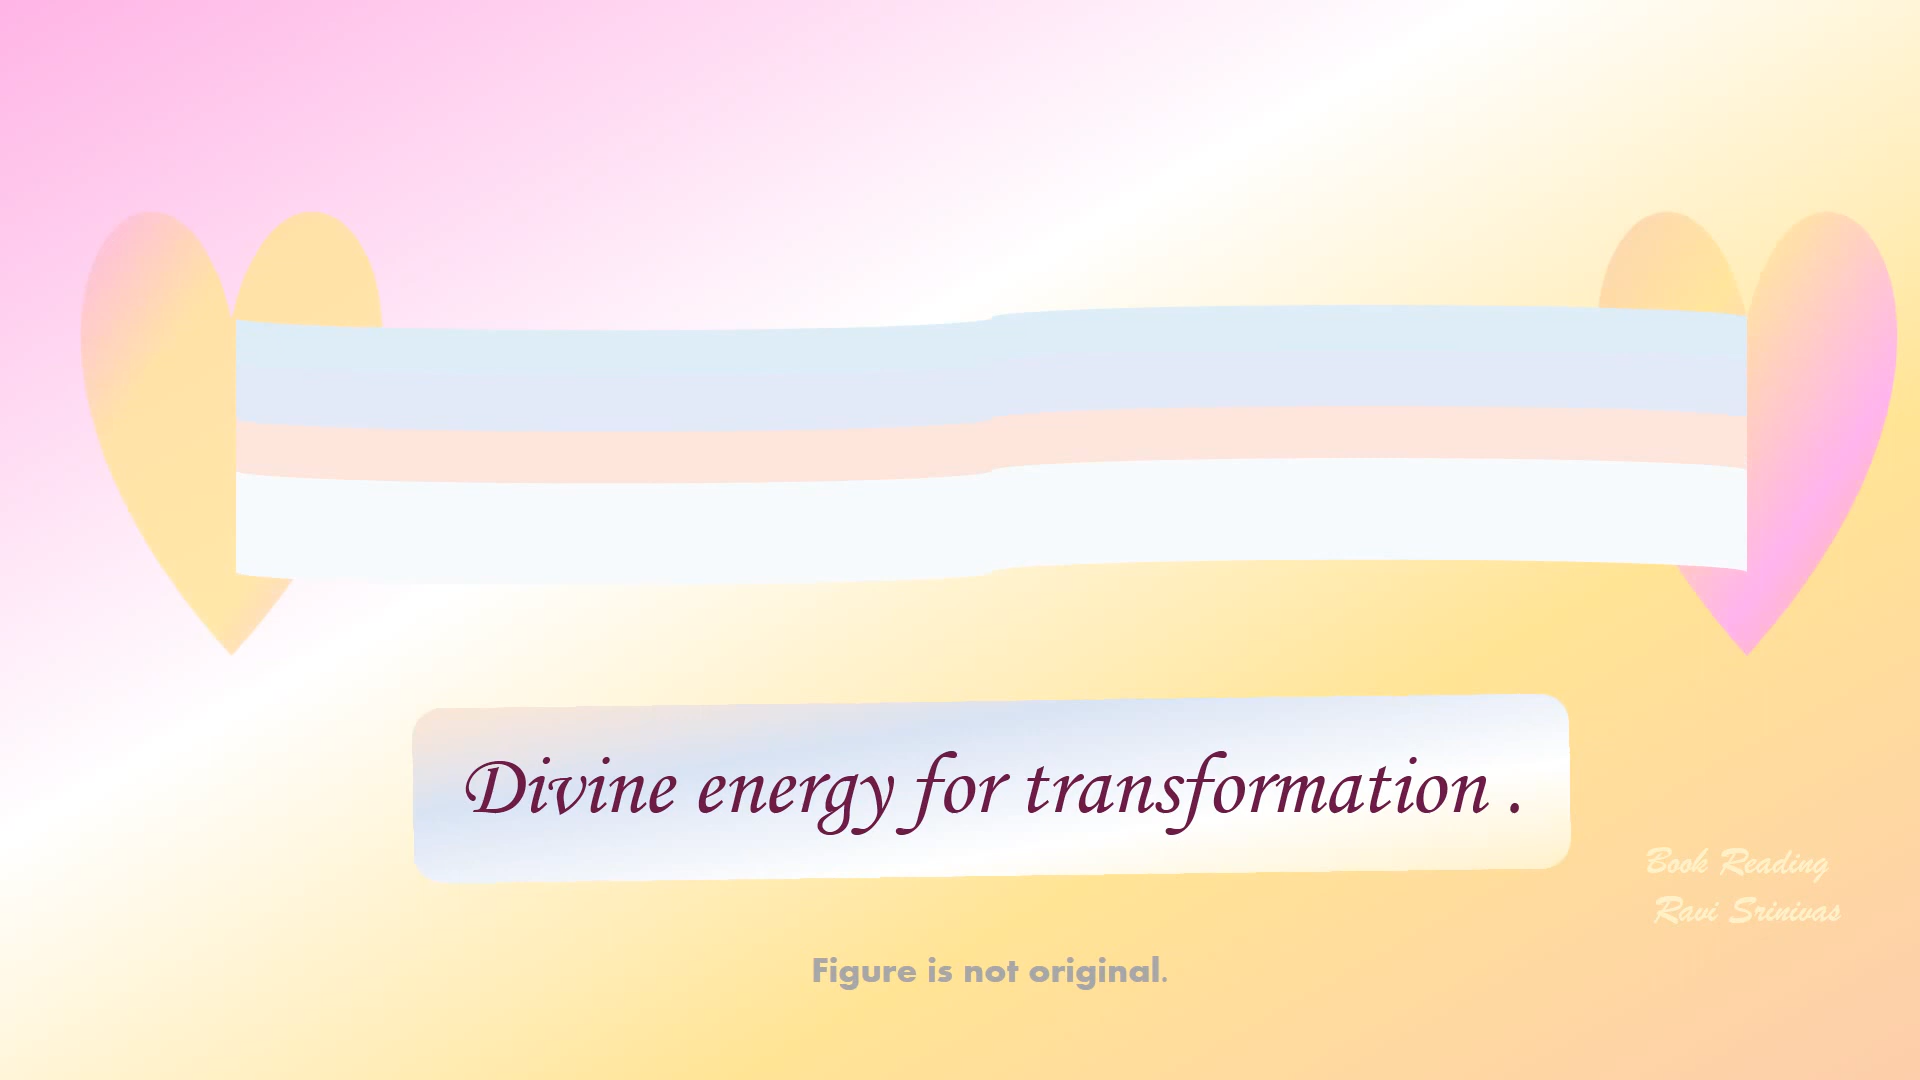 Divine energy for transformation .
Book Reading
Ravi Srinivas
Figure is not original.